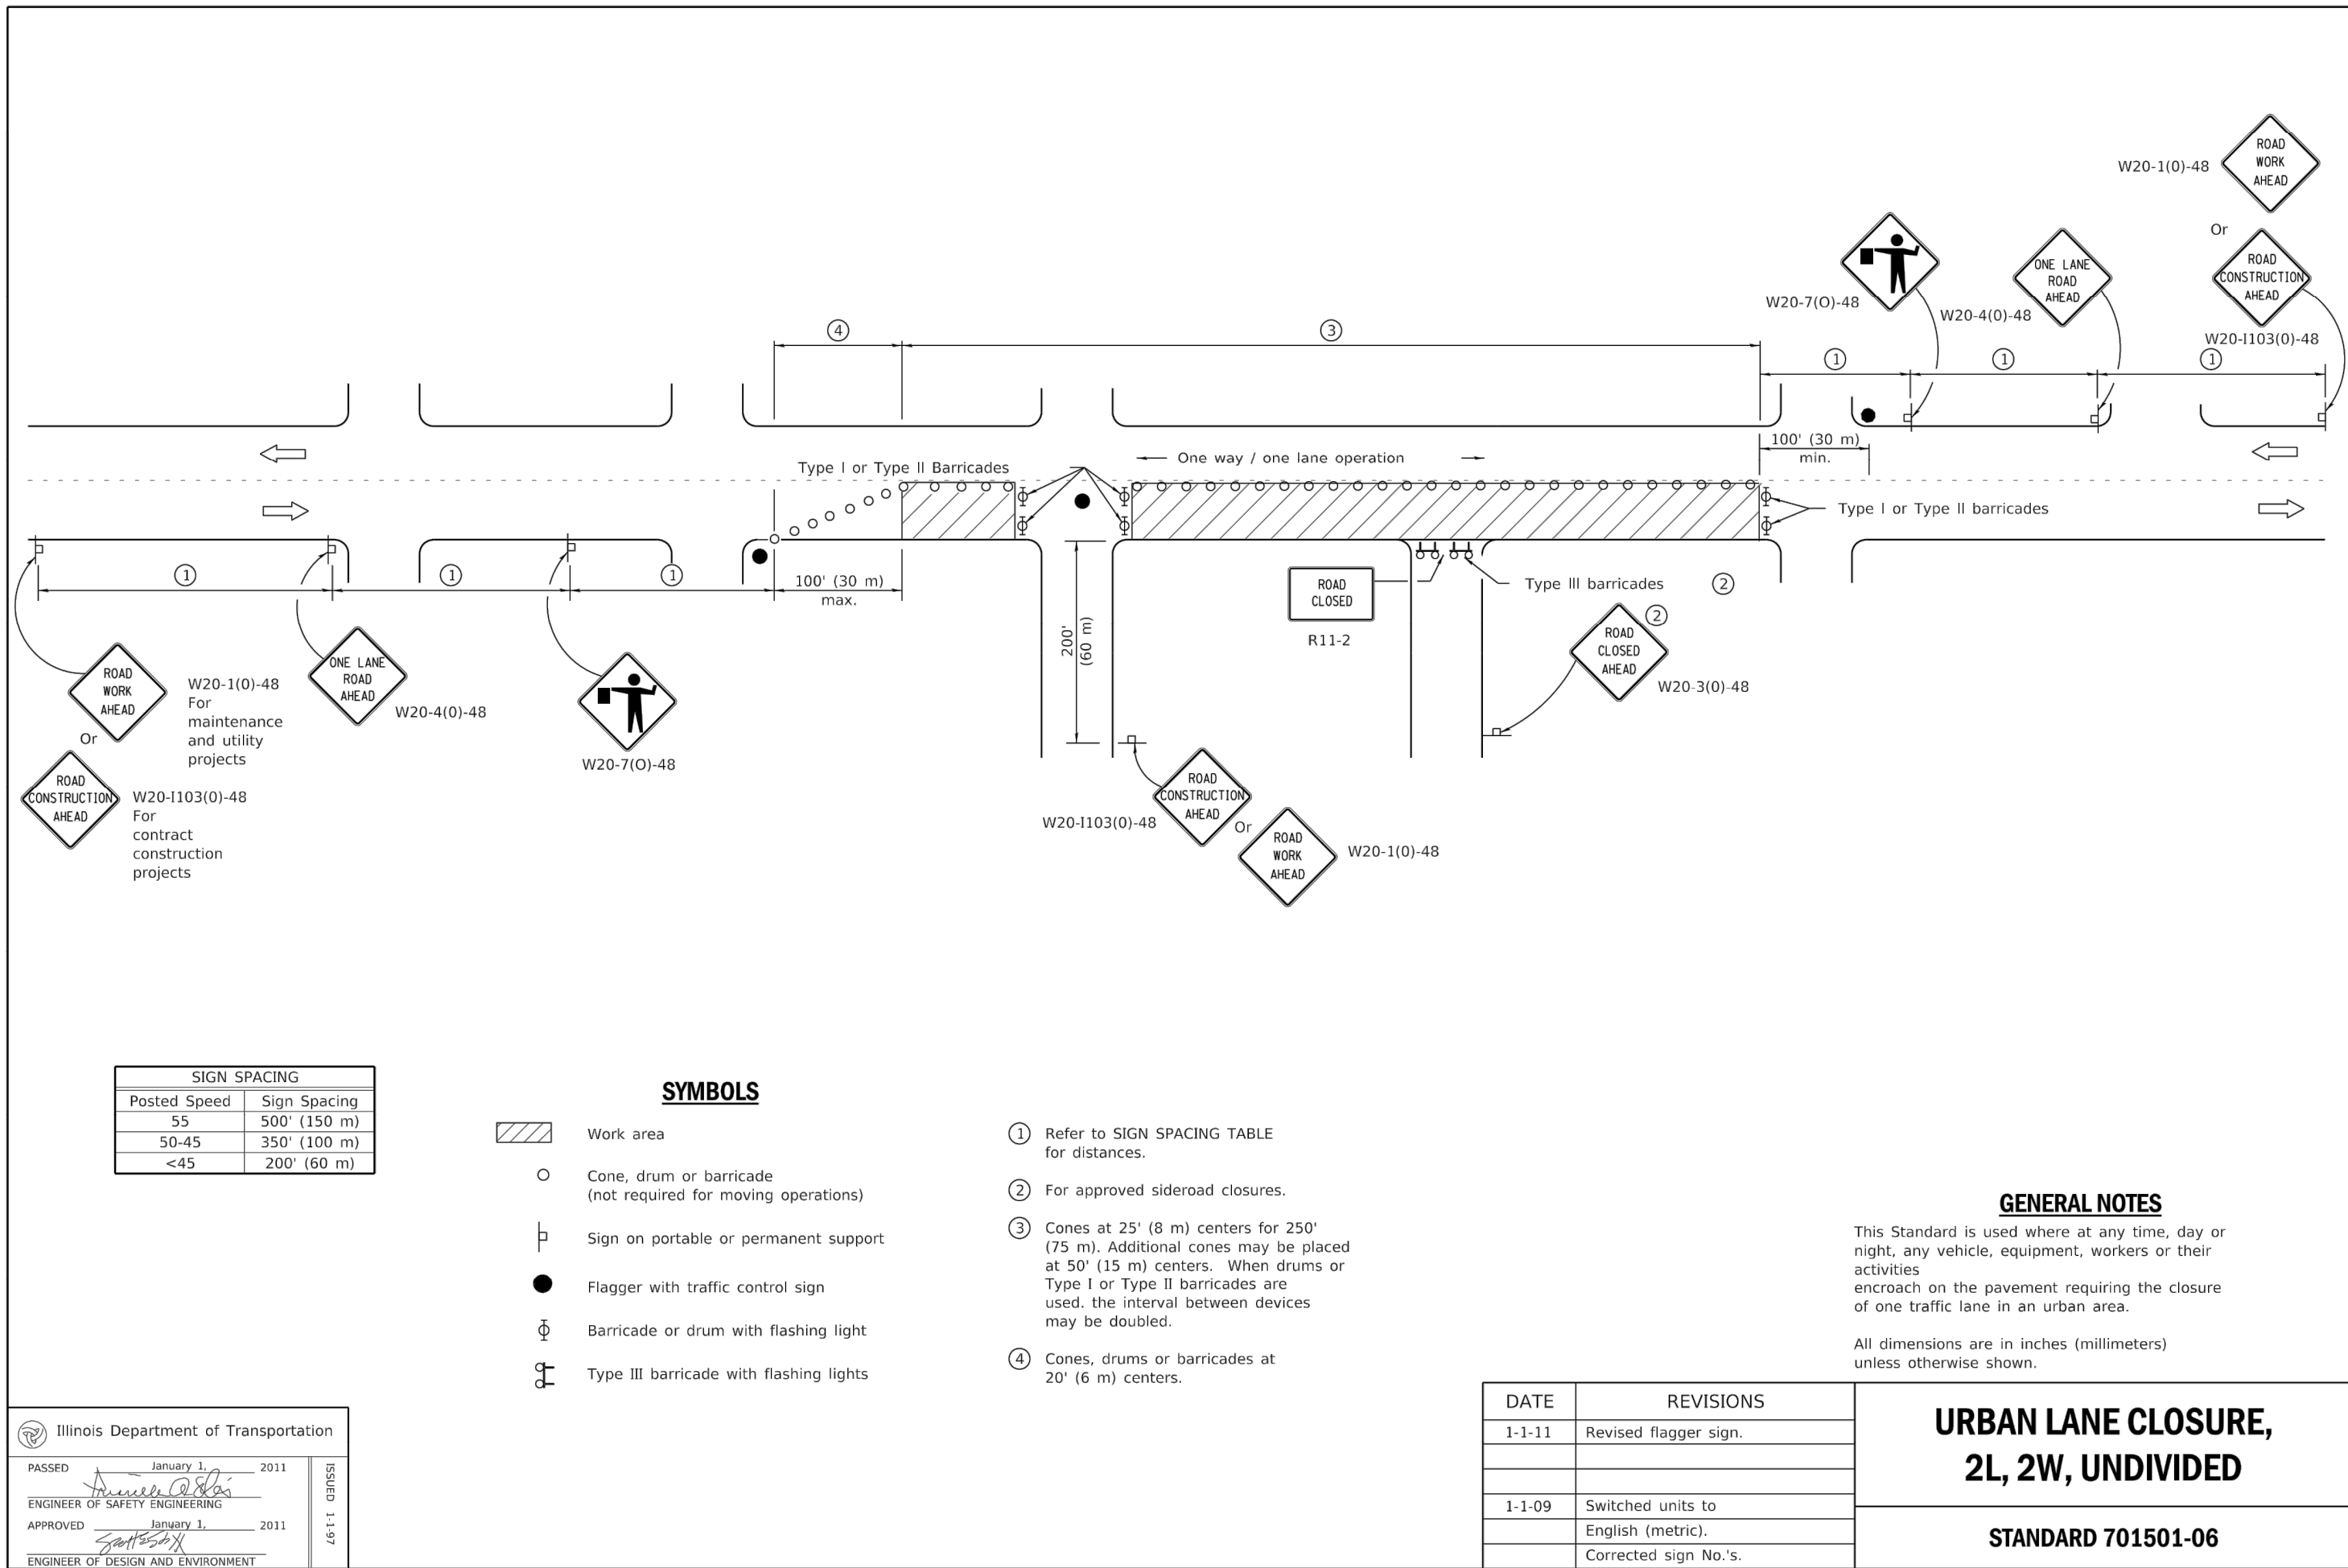 ROAD
WORK
AHEAD
W20-1(0)-48
Or
ROAD
CONSTRUCTION
AHEAD
W20-I103(0)-48
ONE LANE
ROAD
AHEAD
W20-4(0)-48
W20-7(O)-48
4
3
1
1
1
100' (30 m)
min.
Type I or Type II Barricades
One way / one lane operation
Type I or Type II barricades
1
1
1
100' (30 m)
max.
200'
(60 m)
ROAD
CLOSED
R11-2
Type III barricades
2
2
ROAD
CLOSED
AHEAD
W20-3(0)-48
ROAD
WORK
AHEAD
W20-1(0)-48
For
maintenance
and utility
projects
Or
ROAD
CONSTRUCTION
AHEAD
W20-I103(0)-48
For
contract
construction
projects
ONE LANE
ROAD
AHEAD
W20-4(0)-48
W20-7(O)-48
ROAD
CONSTRUCTION
AHEAD
W20-I103(0)-48
Or
ROAD
WORK
AHEAD
W20-1(0)-48
SIGN SPACING
Posted Speed Sign Spacing
55 500' (150 m)
50-45 350' (100 m)
<45 200' (60 m)
SYMBOLS
Work area
Cone, drum or barricade
(not required for moving operations)
Sign on portable or permanent support
Flagger with traffic control sign
Barricade or drum with flashing light
Type III barricade with flashing lights
1 Refer to SIGN SPACING TABLE
for distances.
2 For approved sideroad closures.
3 Cones at 25' (8 m) centers for 250'
(75 m). Additional cones may be placed
at 50' (15 m) centers. When drums or
Type I or Type II barricades are
used. the interval between devices
may be doubled.
4 Cones, drums or barricades at
20' (6 m) centers.
GENERAL NOTES
This Standard is used where at any time, day or
night, any vehicle, equipment, workers or their
activities
encroach on the pavement requiring the closure
of one traffic lane in an urban area.
All dimensions are in inches (millimeters)
unless otherwise shown.
Illinois Department of Transportation
PASSED January 1, 2011
ENGINEER OF SAFETY ENGINEERING
APPROVED January 1, 2011
ENGINEER OF DESIGN AND ENVIRONMENT
ISSUED 1-1-97
DATE REVISIONS
1-1-11 Revised flagger sign.
1-1-09 Switched units to
English (metric).
Corrected sign No.'s.
URBAN LANE CLOSURE,
2L, 2W, UNDIVIDED
STANDARD 701501-06